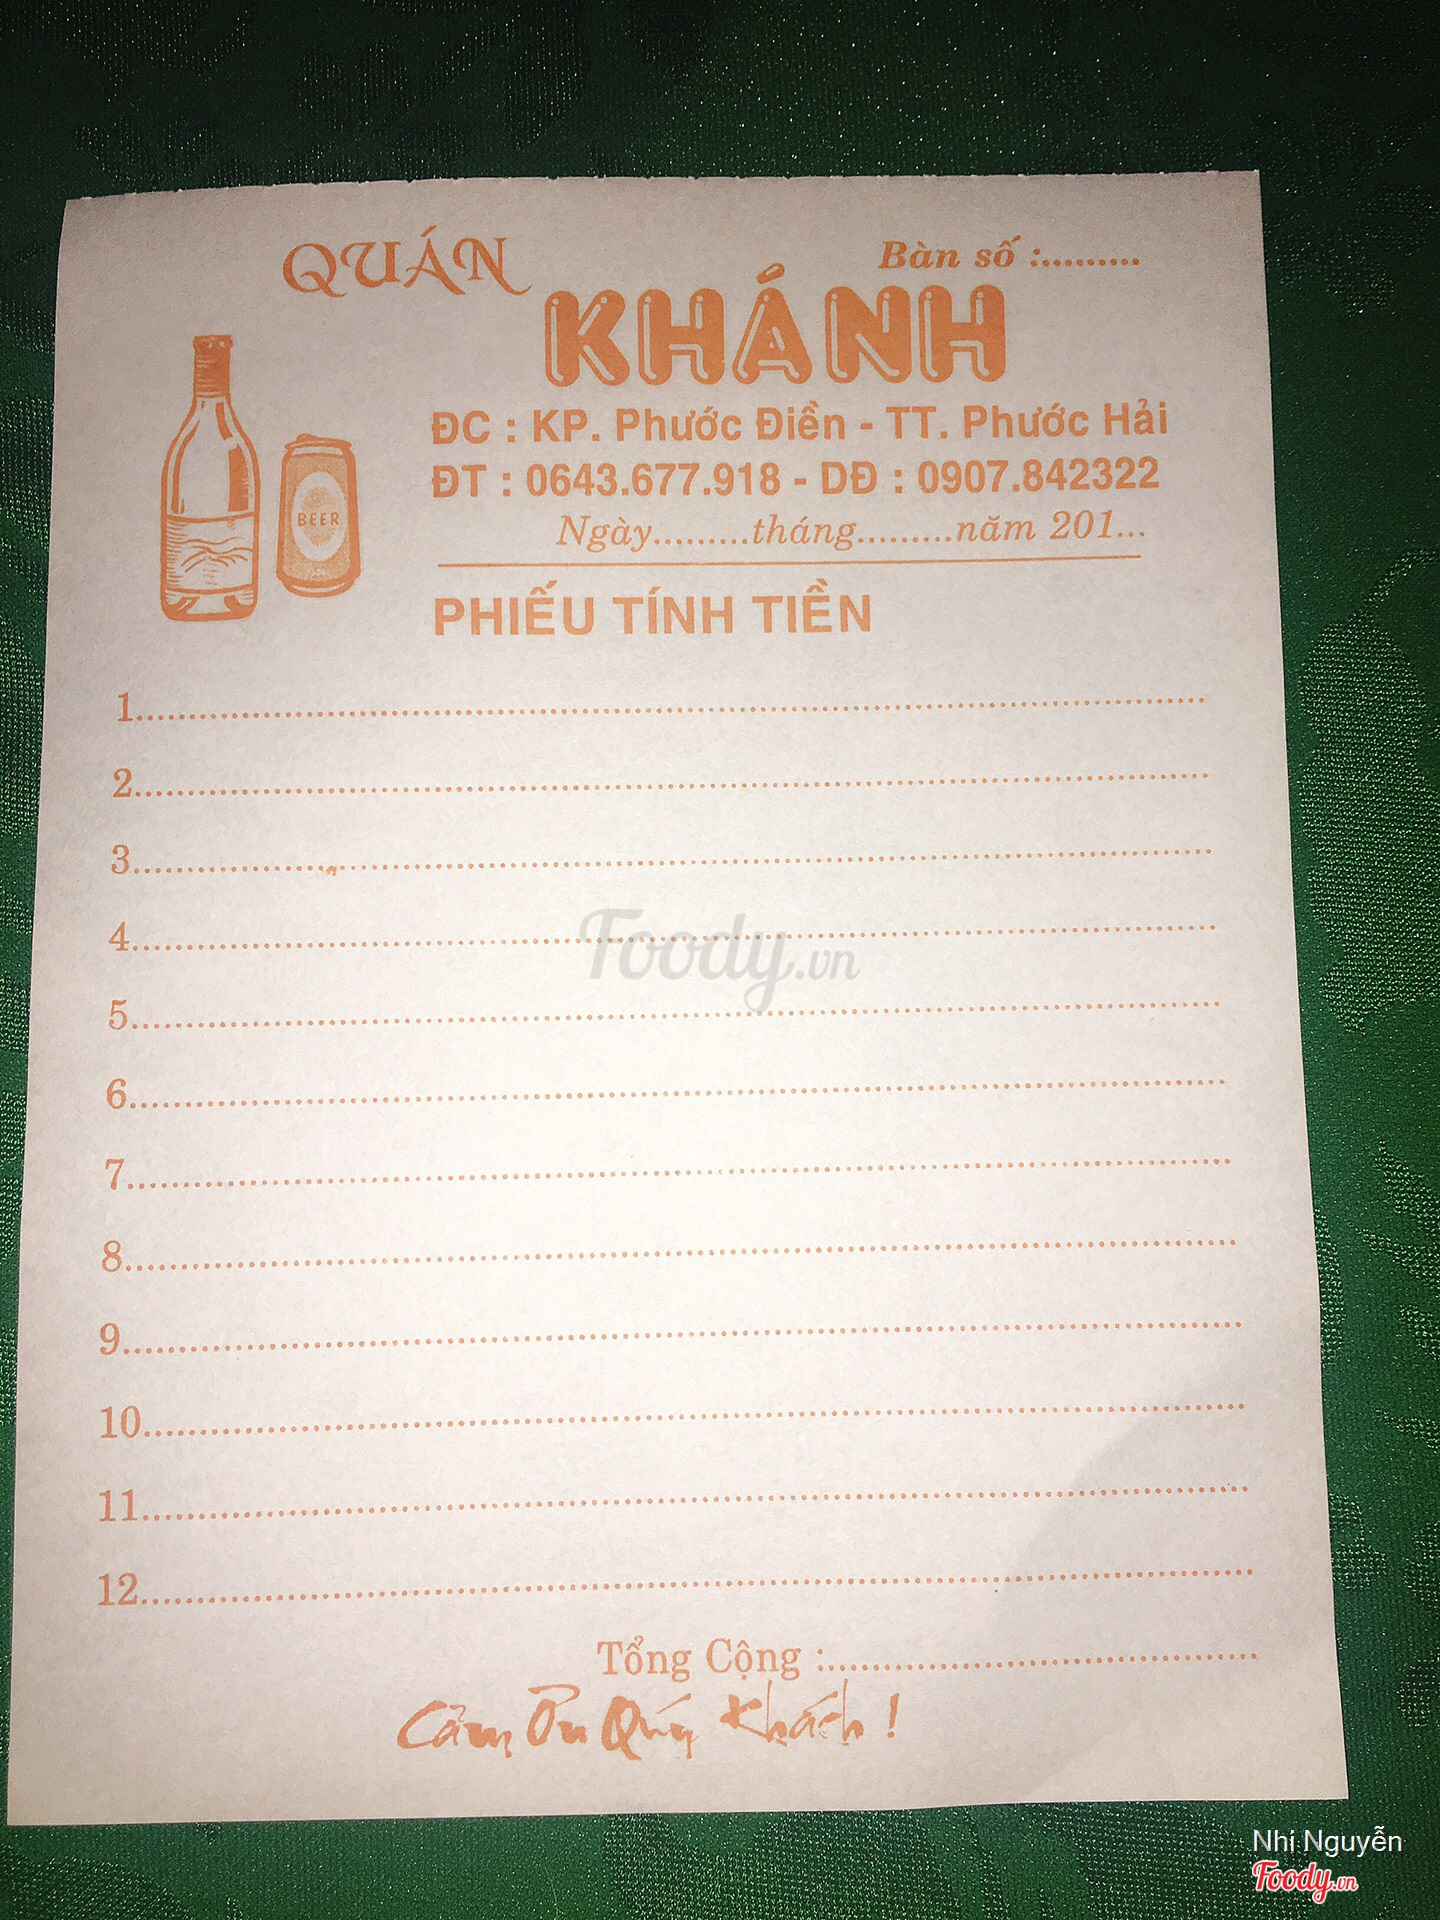 QUÁN
Bàn số :.........
KHÁNH
ĐC : KP. Phước Điền - TT. Phước Hải
ĐT : 0643.677.918 - DĐ : 0907.842322
Ngày.........tháng.........năm 201...
BEER
PHIẾU TÍNH TIỀN
1
2
3
4
Foody.vn
5
6
7
8
9
10
11
12
Tổng Cộng :
Cảm Ơn Qúy Khách !
Nhí Nguyễn
Foody.vn